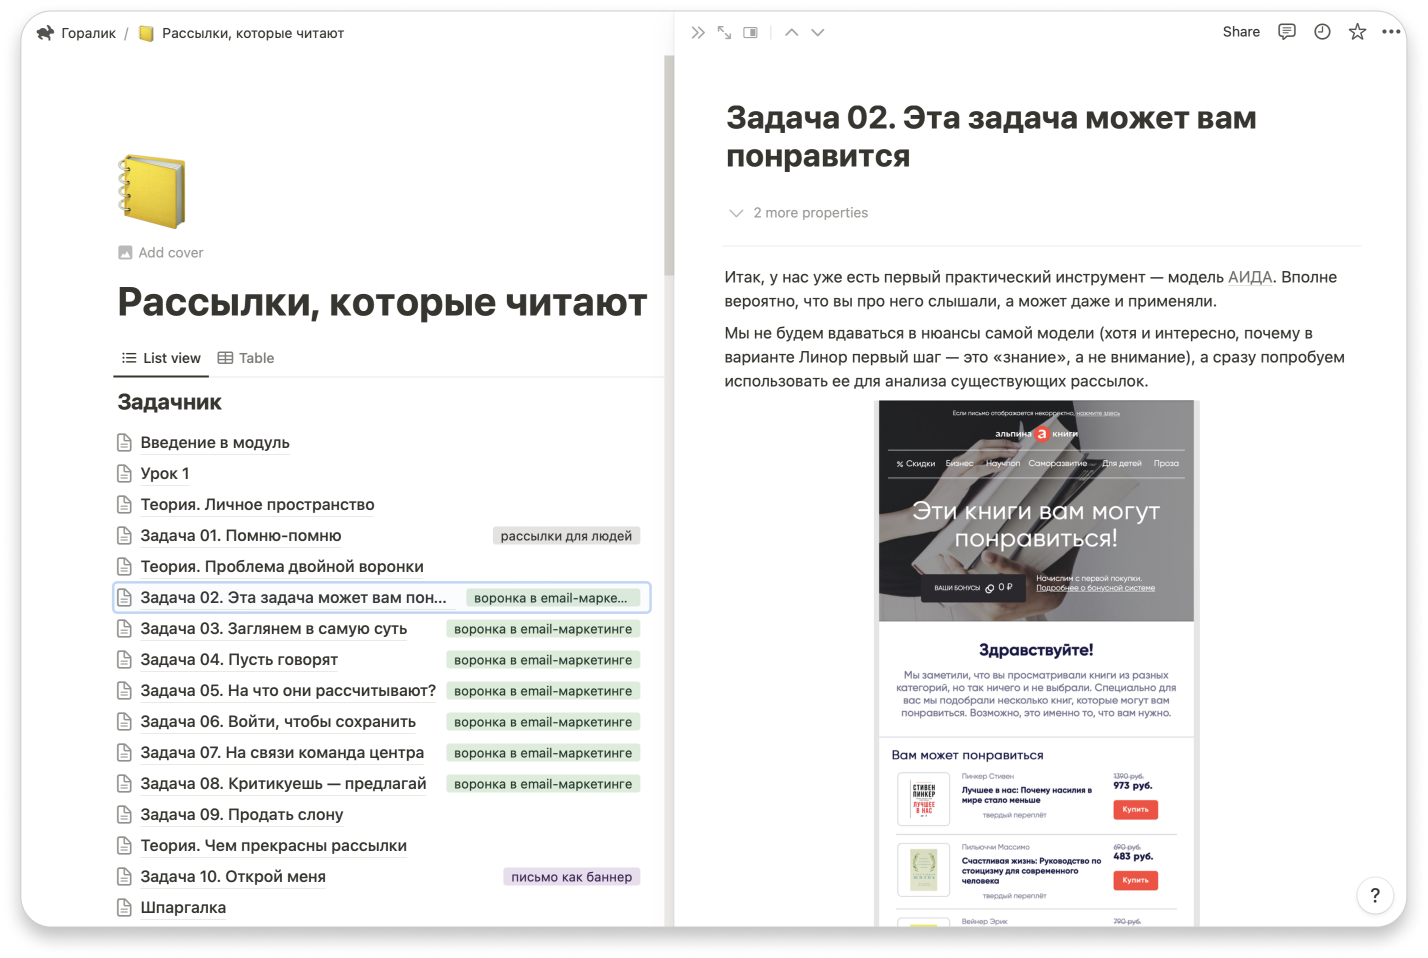 Горалик / Рассылки, которые читают
Add cover
Рассылки, которые читают
List view Table
Задачник
Введение в модуль
Урок 1
Теория. Личное пространство
Задача 01. Помню-помню рассылки для людей
Теория. Проблема двойной воронки
Задача 02. Эта задача может вам пон... воронка в email-марке...
Задача 03. Заглянем в самую суть воронка в email-маркетинге
Задача 04. Пусть говорят воронка в email-маркетинге
Задача 05. На что они рассчитывают? воронка в email-маркетинге
Задача 06. Войти, чтобы сохранить воронка в email-маркетинге
Задача 07. На связи команда центра воронка в email-маркетинге
Задача 08. Критикуешь — предлагай воронка в email-маркетинге
Задача 09. Продать слону
Теория. Чем прекрасны рассылки
Задача 10. Открой меня письмо как баннер
Шпаргалка
Share
Задача 02. Эта задача может вам
понравится
2 more properties
Итак, у нас уже есть первый практический инструмент — модель АИДА. Вполне
вероятно, что вы про него слышали, а может даже и применяли.
Мы не будем вдаваться в нюансы самой модели (хотя и интересно, почему в
варианте Линор первый шаг — это «знание», а не внимание), а сразу попробуем
использовать ее для анализа существующих рассылок.
Если письмо отображается некорректно, нажмите здесь
альпина а книги
% Скидки Бизнес Научпоп Саморазвитие Для детей Проза
Эти книги вам могут
понравиться!
ВАШИ БОНУСЫ 0 ₽
Начислим с первой покупки.
Подробнее о бонусной системе
Здравствуйте!
Мы заметили, что вы просматривали книги из разных
категорий, но так ничего и не выбрали. Специально для
вас мы подобрали несколько книг, которые могут вам
понравиться. Возможно, это именно то, что вам нужно.
Вам может понравиться
СТИВЕН
ПИНКЕР
ЛУЧШЕЕ
В НАС
Пинкер Стивен
Лучшее в нас: Почему насилия в
мире стало меньше
твердый переплёт
1390 руб.
973 руб.
Купить
Пильюччи Массимо
Счастливая жизнь: Руководство по
стоицизму для современного
человека
твердый переплёт
690 руб.
483 руб.
Купить
Вейнер Эрик
790 руб.
?